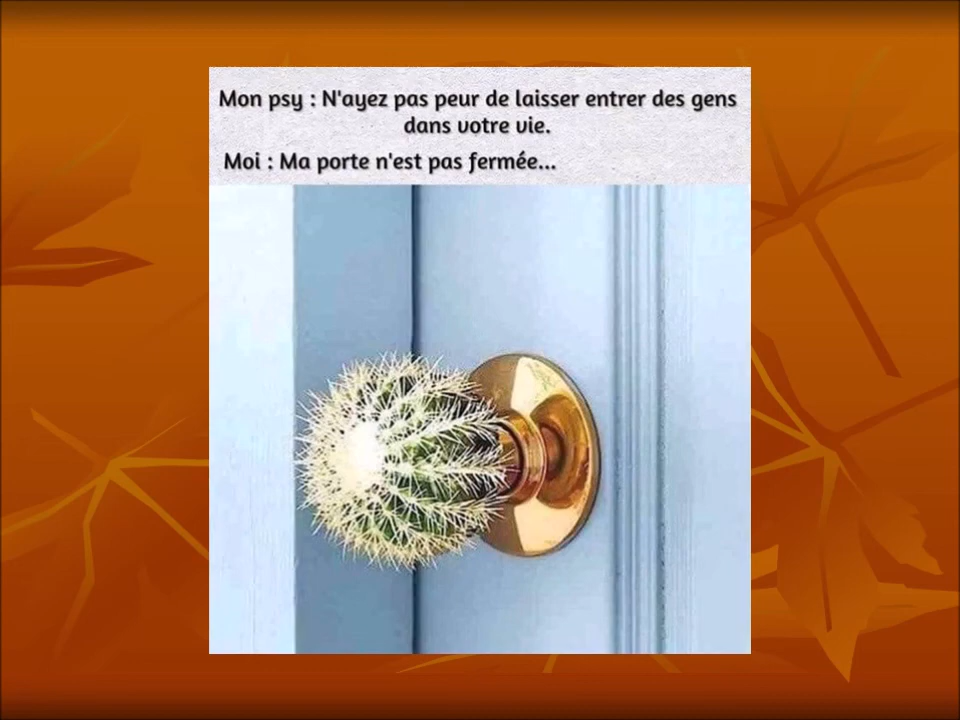 Mon psy : N'ayez pas peur de laisser entrer des gens
dans votre vie.
Moi : Ma porte n'est pas fermée...